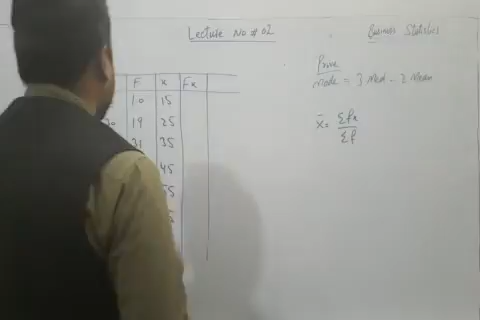 Lecture No # 02
Business Statistics
Prove
Mode = 3 Med - 2 Mean
F x Fx
10 15
19 25
31 35
45
55
x̄ = Σfx
Σf